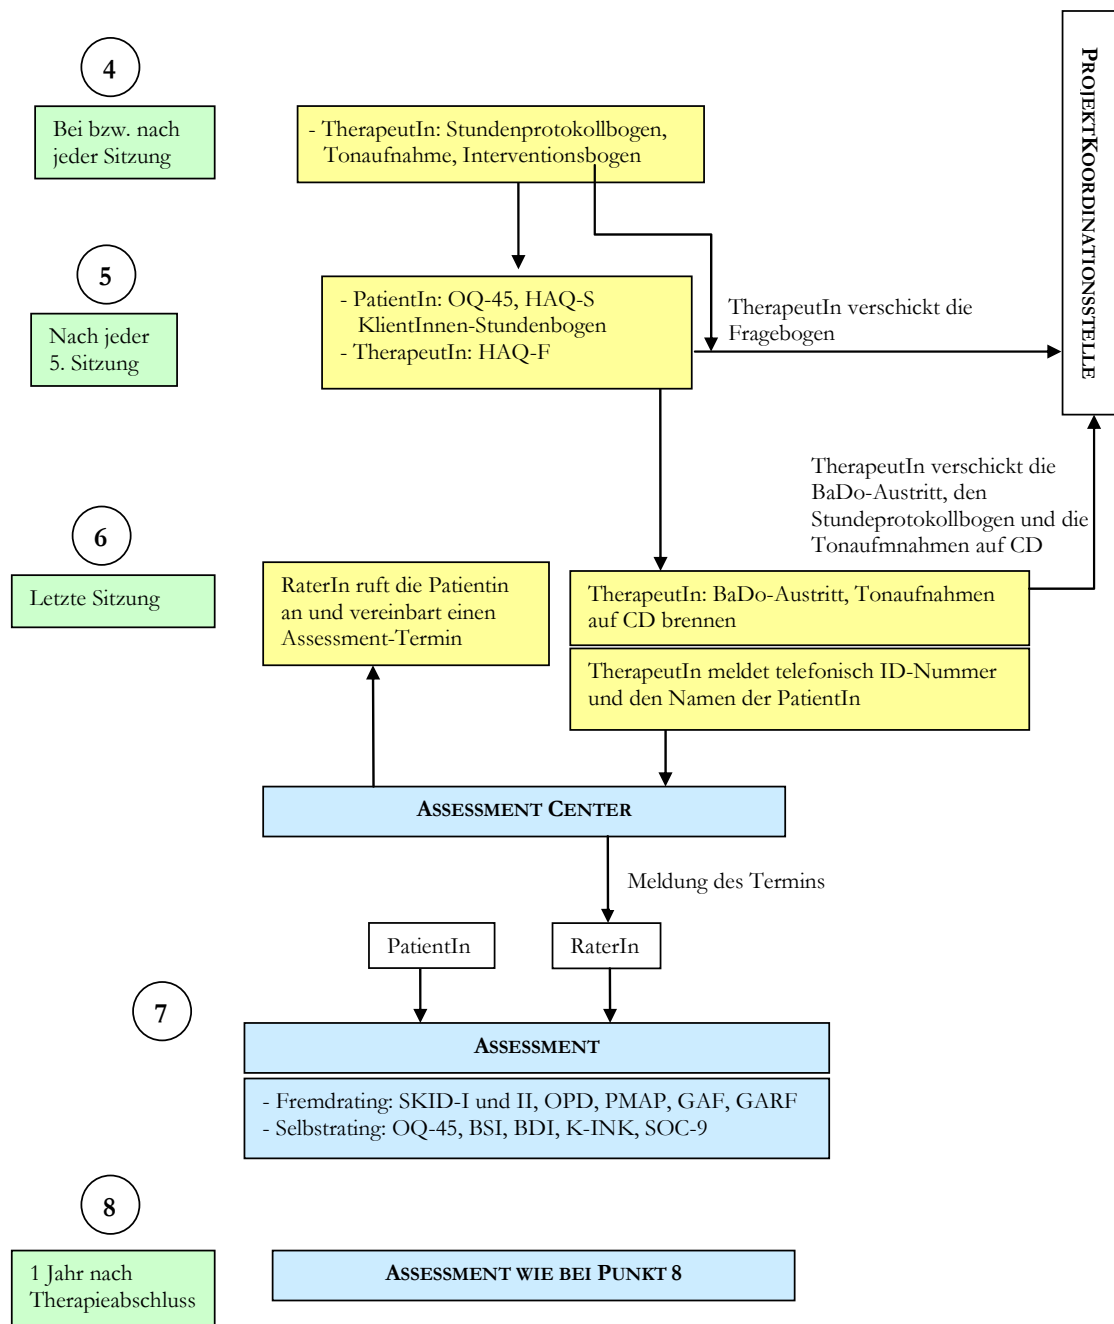 4
Bei bzw. nach
jeder Sitzung
- TherapeutIn: Stundenprotokollbogen,
Tonaufnahme, Interventionsbogen
PROJEKTKOORDINATIONSSTELLE
5
Nach jeder
5. Sitzung
- PatientIn: OQ-45, HAQ-S
KlientInnen-Stundenbogen
- TherapeutIn: HAQ-F
TherapeutIn verschickt die
Fragebogen
TherapeutIn verschickt die
BaDo-Austritt, den
Stundeprotokollbogen und die
Tonaufmnahmen auf CD
6
Letzte Sitzung
RaterIn ruft die Patientin
an und vereinbart einen
Assessment-Termin
TherapeutIn: BaDo-Austritt, Tonaufnahmen
auf CD brennen
TherapeutIn meldet telefonisch ID-Nummer
und den Namen der PatientIn
ASSESSMENT CENTER
Meldung des Termins
PatientIn
RaterIn
7
ASSESSMENT
- Fremdrating: SKID-I und II, OPD, PMAP, GAF, GARF
- Selbstrating: OQ-45, BSI, BDI, K-INK, SOC-9
8
1 Jahr nach
Therapieabschluss
ASSESSMENT WIE BEI PUNKT 8